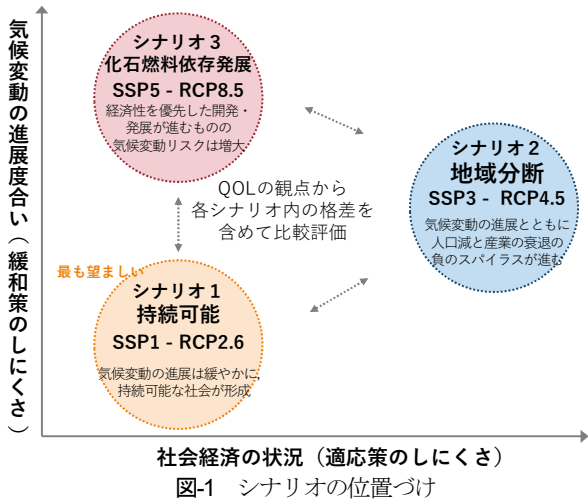 気候変動の進展度合い（緩和策のしにくさ）
シナリオ３
化石燃料依存発展
SSP5 - RCP8.5
経済性を優先した開発・
発展が進むものの
気候変動リスクは増大
シナリオ２
地域分断
SSP3 - RCP4.5
気候変動の進展とともに
人口減と産業の衰退の
負のスパイラスが進む
QOLの観点から
各シナリオ内の格差を
含めて比較評価
最も望ましい
シナリオ１
持続可能
SSP1 - RCP2.6
気候変動の進展は緩やかに，
持続可能な社会が形成
社会経済の状況（適応策のしにくさ）
図-1　シナリオの位置づけ